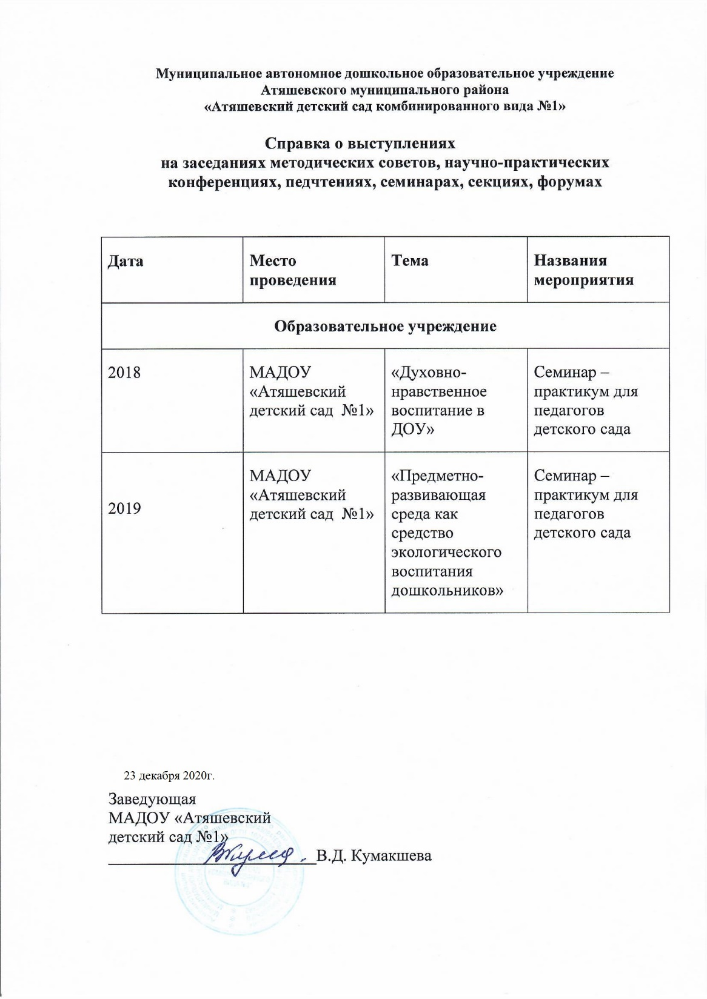 Муниципальное автономное дошкольное образовательное учреждение
Атяшевского муниципального района
«Атяшевский детский сад комбинированного вида №1»
Справка о выступлениях
на заседаниях методических советов, научно-практических
конференциях, педчтениях, семинарах, секциях, форумах
Дата
Место
проведения
Тема
Названия
мероприятия
Образовательное учреждение
2018
МАДОУ
«Атяшевский
детский сад №1»
«Духовно-
нравственное
воспитание в
ДОУ»
Семинар –
практикум для
педагогов
детского сада
2019
МАДОУ
«Атяшевский
детский сад №1»
«Предметно-
развивающая
среда как
средство
экологического
воспитания
дошкольников»
Семинар –
практикум для
педагогов
детского сада
23 декабря 2020г.
Заведующая
МАДОУ «Атяшевский
детский сад №1»
В.Д. Кумакшева